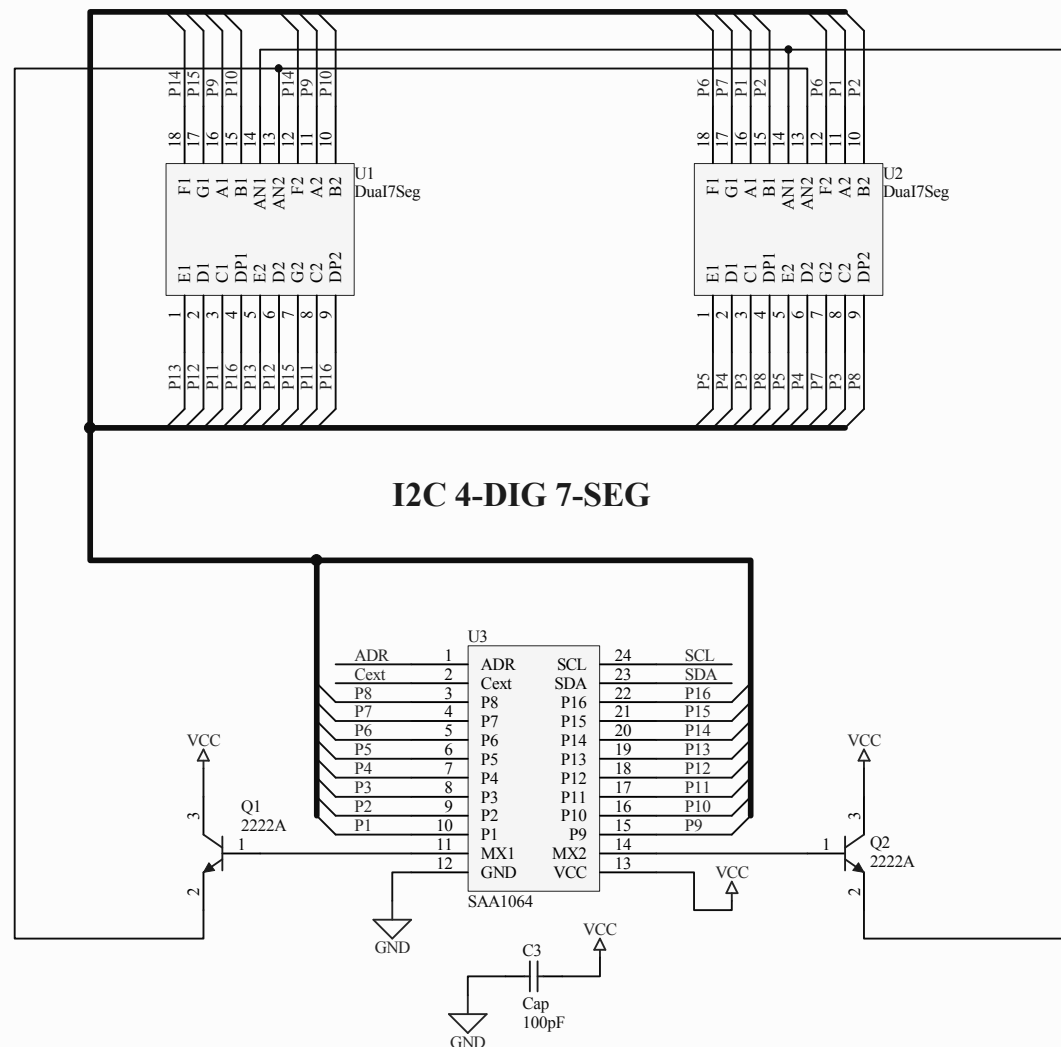 P14 P15 P9 P10 P14 P9 P10
18 17 16 15 14 13 12 11 10
F1 G1 A1 B1 AN1 AN2 F2 A2 B2
U1
DuaI7Seg
E1 D1 C1 DP1 E2 D2 G2 C2 DP2
1 2 3 4 5 6 7 8 9
P13 P12 P11 P16 P13 P12 P15 P11 P16
P6 P7 P1 P2 P6 P1 P2
18 17 16 15 14 13 12 11 10
F1 G1 A1 B1 AN1 AN2 F2 A2 B2
U2
DuaI7Seg
E1 D1 C1 DP1 E2 D2 G2 C2 DP2
1 2 3 4 5 6 7 8 9
P5 P4 P3 P8 P5 P4 P7 P3 P8
I2C 4-DIG 7-SEG
U3
ADR 1 ADR SCL 24 SCL
Cext 2 Cext SDA 23 SDA
P8 3 P8 P16 22 P16
P7 4 P7 P15 21 P15
P6 5 P6 P14 20 P14
P5 6 P5 P13 19 P13
P4 7 P4 P12 18 P12
P3 8 P3 P11 17 P11
P2 9 P2 P10 16 P10
P1 10 P1 P9 15 P9
11 MX1 MX2 14
12 GND VCC 13
SAA1064
VCC
3
Q1
2222A
1
2
GND
VCC
VCC
3
1
Q2
2222A
2
C3
VCC
Cap
100pF
GND